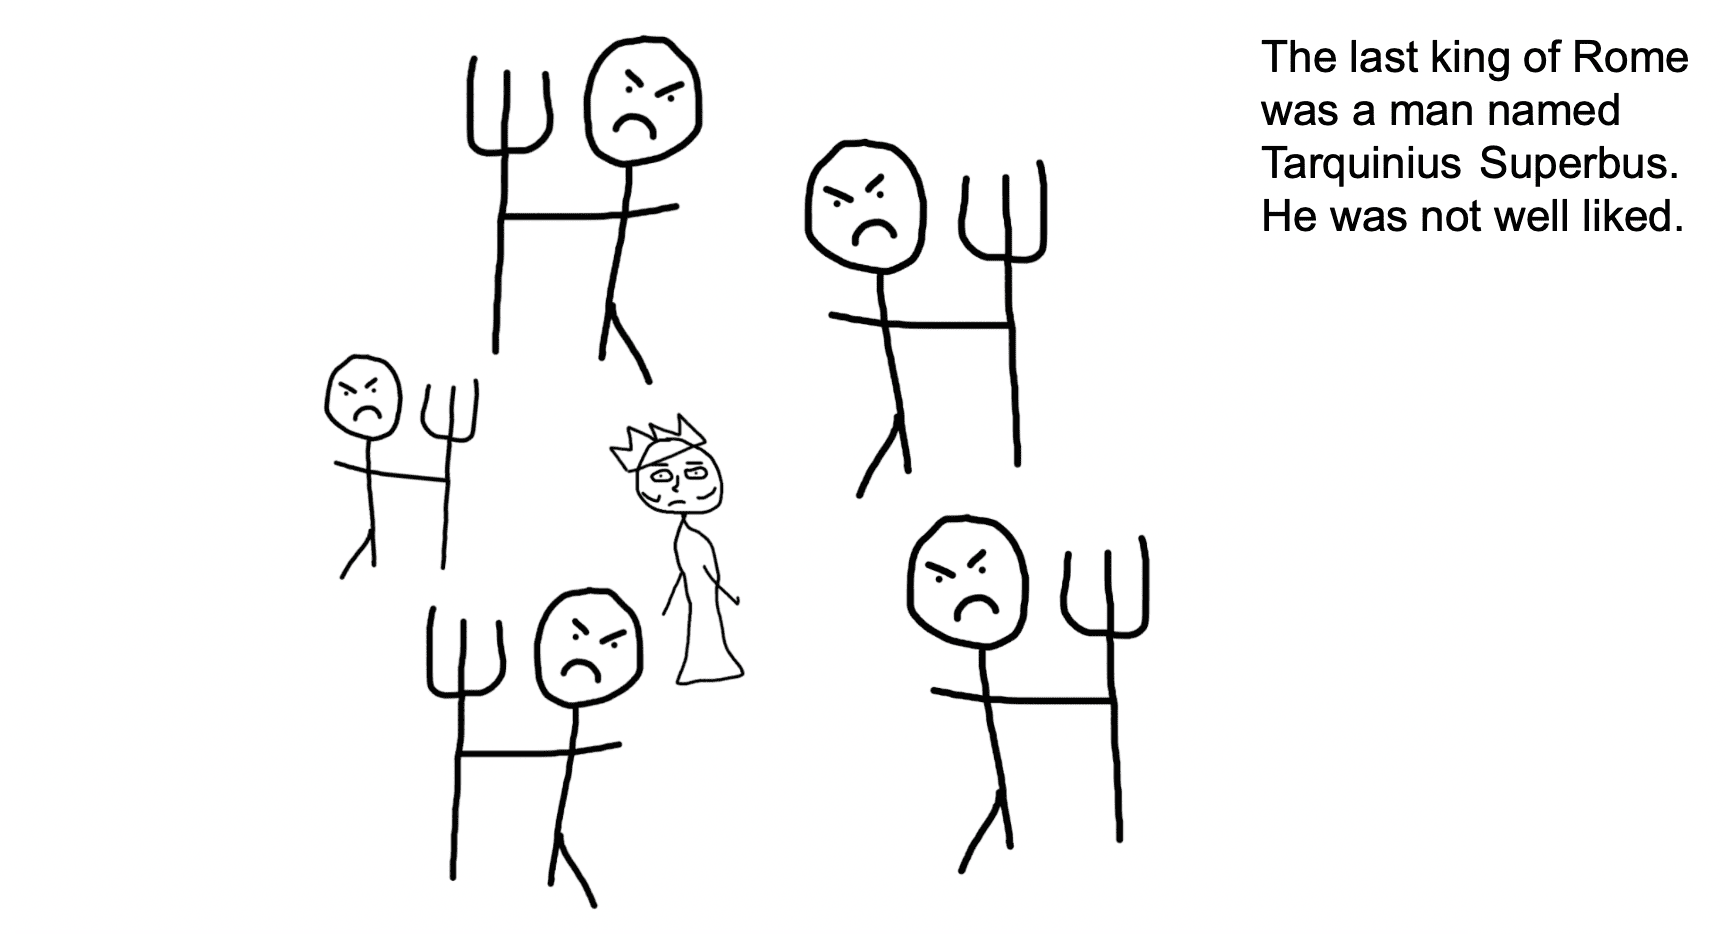 The last king of Rome
was a man named
Tarquinius Superbus.
He was not well liked.